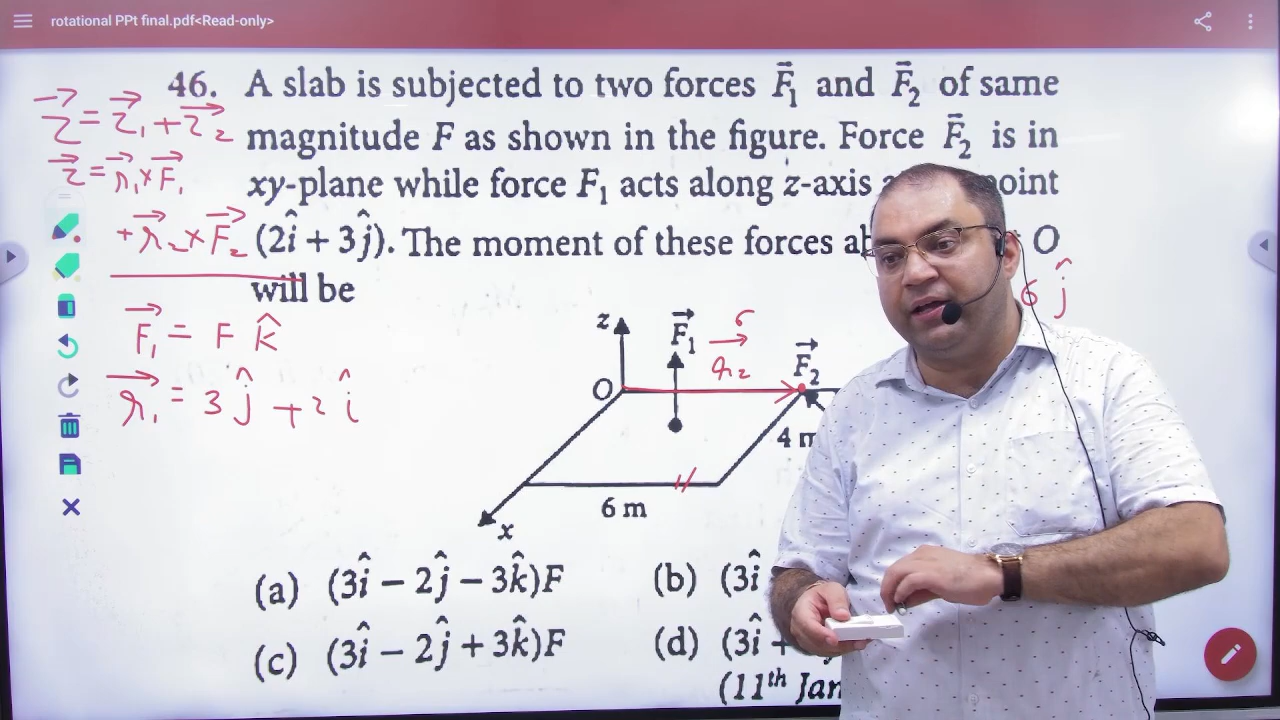 rotational PPt final.pdf<Read-only>
46. A slab is subjected to two forces F⃗₁ and F⃗₂ of same
magnitude F as shown in the figure. Force F⃗₂ is in
xy-plane while force F₁ acts along z-axis
(2î + 3ĵ). The moment of these forces O
will be
τ⃗ = τ⃗₁ + τ⃗₂
τ⃗ = r⃗₁ × F⃗₁
+ r⃗₂ × F⃗₂
F⃗₁ = F k̂
r⃗₁ = 3 ĵ + 2 î
6 ĵ
z
F⃗₁
r⃗₂
F⃗₂
O
4
6 m
x
(a) (3î − 2ĵ − 3k̂)F
(b) (3î
(c) (3î − 2ĵ + 3k̂)F
(d) (3î +
(11th Jan